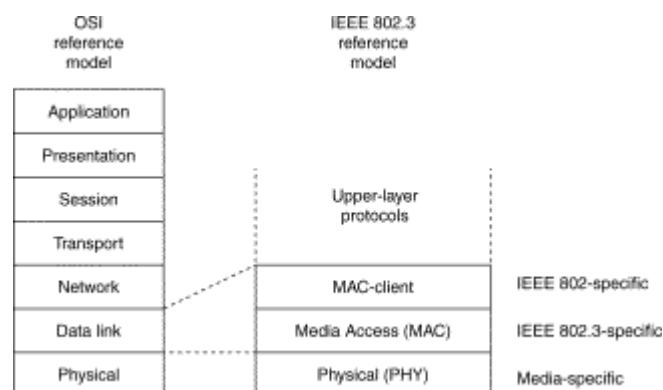 OSI
reference
model
IEEE 802.3
reference
model
Application
Presentation
Session
Transport
Network
Data link
Physical
Upper-layer
protocols
MAC-client
Media Access (MAC)
Physical (PHY)
IEEE 802-specific
IEEE 802.3-specific
Media-specific